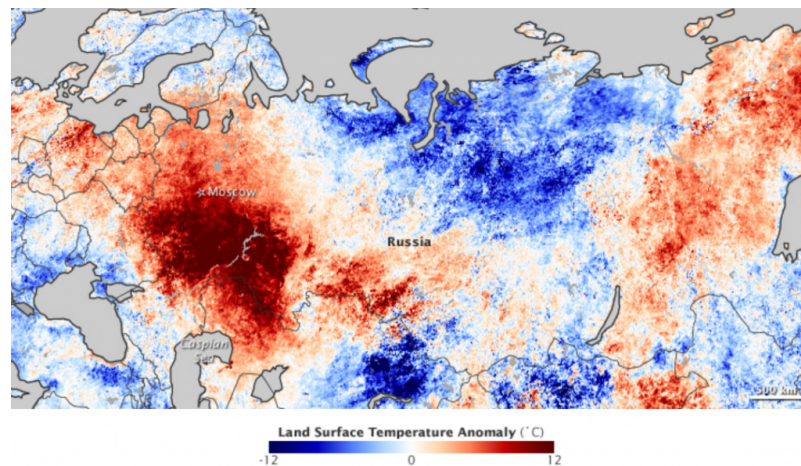 Moscow
Russia
Caspian
Sea
500 km
Land Surface Temperature Anomaly (˚C)
-12 0 12